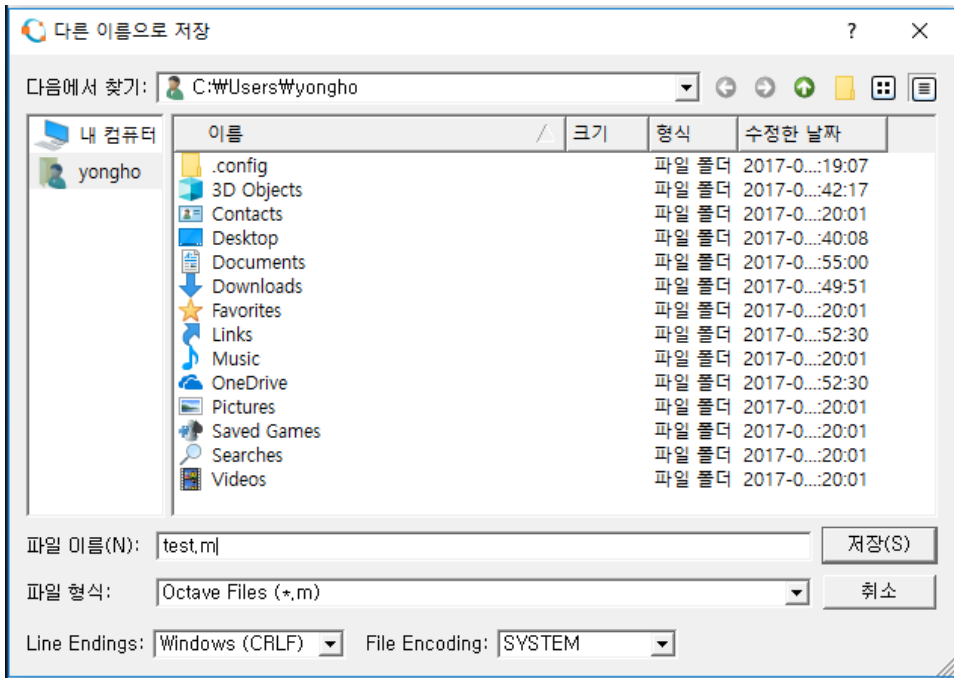 다른 이름으로 저장 ?
다음에서 찾기: C:₩Users₩yongho
내 컴퓨터
yongho
이름 크기 형식 수정한 날짜
.config 파일 폴더 2017-0...:19:07
3D Objects 파일 폴더 2017-0...:42:17
Contacts 파일 폴더 2017-0...:20:01
Desktop 파일 폴더 2017-0...:40:08
Documents 파일 폴더 2017-0...:55:00
Downloads 파일 폴더 2017-0...:49:51
Favorites 파일 폴더 2017-0...:20:01
Links 파일 폴더 2017-0...:52:30
Music 파일 폴더 2017-0...:20:01
OneDrive 파일 폴더 2017-0...:52:30
Pictures 파일 폴더 2017-0...:20:01
Saved Games 파일 폴더 2017-0...:20:01
Searches 파일 폴더 2017-0...:20:01
Videos 파일 폴더 2017-0...:20:01
파일 이름(N): test.m 저장(S)
파일 형식: Octave Files (*.m) 취소
Line Endings: Windows (CRLF) File Encoding: SYSTEM